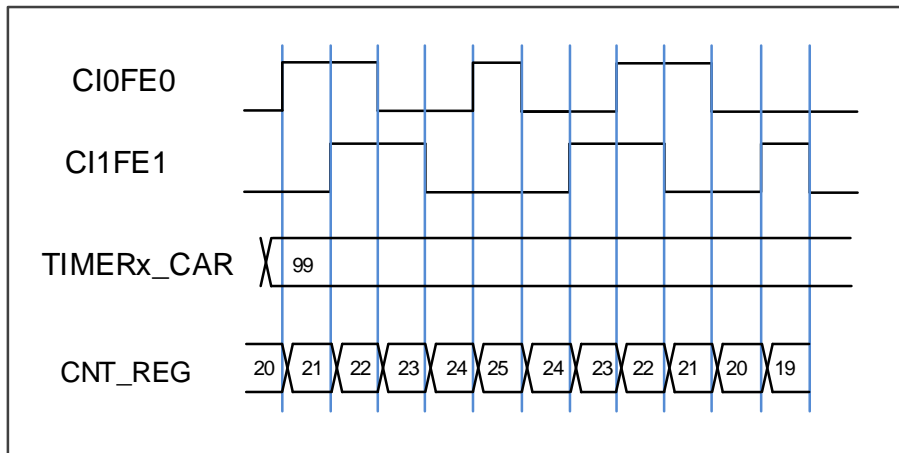 CI0FE0
CI1FE1
TIMERx_CAR 99
CNT_REG 20 21 22 23 24 25 24 23 22 21 20 19